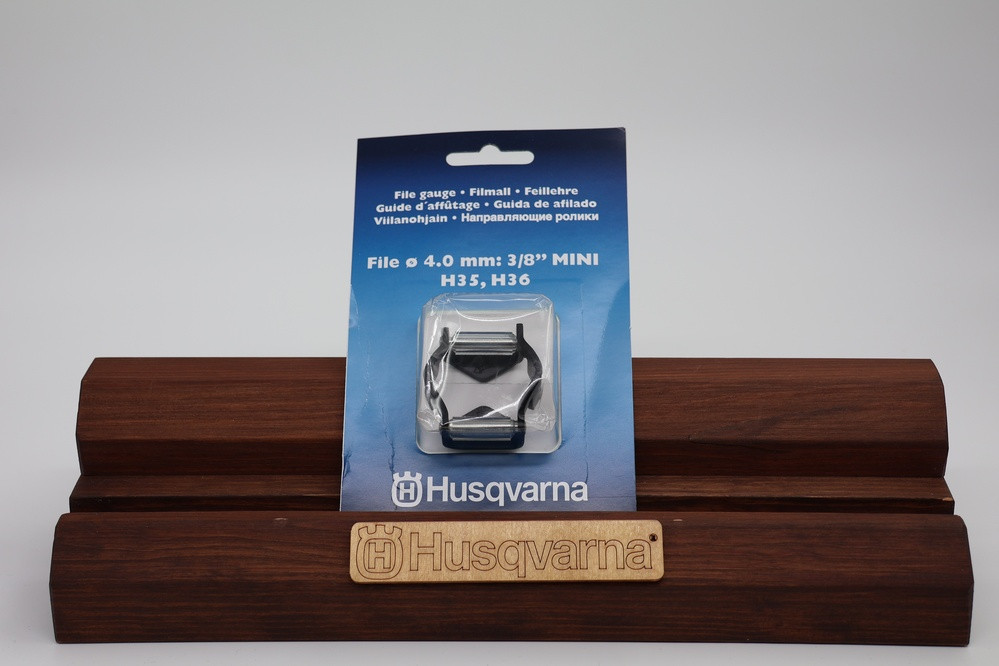 File gauge • Filmall • Feillehre
Guide d´affûtage • Guida de afilado
Viilanohjain • Направляющие ролики
File ø 4.0 mm: 3/8” MINI
H35, H36
Husqvarna
Husqvarna